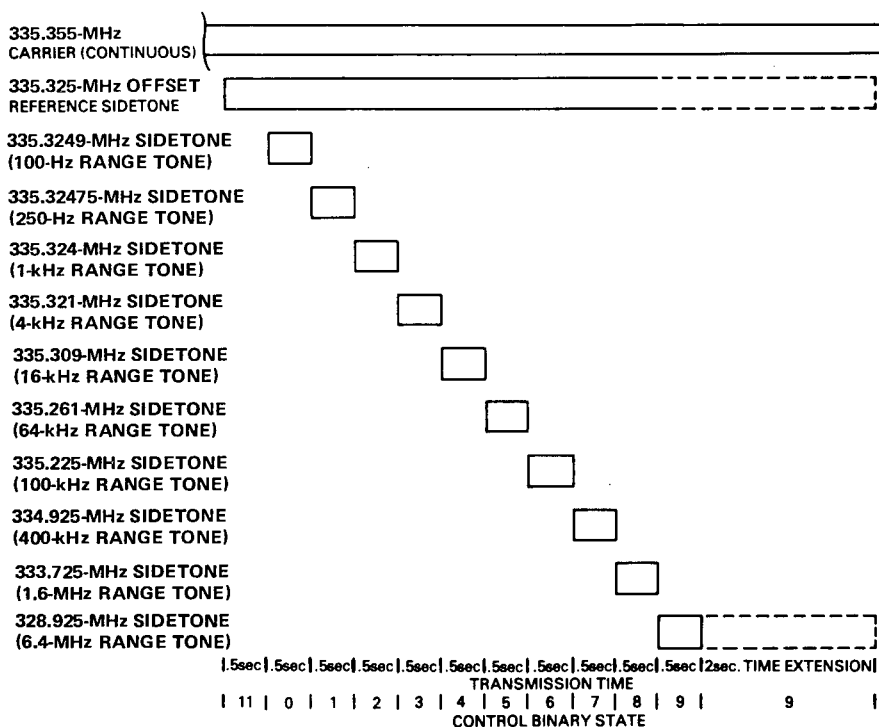 335.355-MHz
CARRIER (CONTINUOUS)
335.325-MHz OFFSET
REFERENCE SIDETONE
335.3249-MHz SIDETONE
(100-Hz RANGE TONE)
335.32475-MHz SIDETONE
(250-Hz RANGE TONE)
335.324-MHz SIDETONE
(1-kHz RANGE TONE)
335.321-MHz SIDETONE
(4-kHz RANGE TONE)
335.309-MHz SIDETONE
(16-kHz RANGE TONE)
335.261-MHz SIDETONE
(64-kHz RANGE TONE)
335.225-MHz SIDETONE
(100-kHz RANGE TONE)
334.925-MHz SIDETONE
(400-kHz RANGE TONE)
333.725-MHz SIDETONE
(1.6-MHz RANGE TONE)
328.925-MHz SIDETONE
(6.4-MHz RANGE TONE)
.5sec .5sec .5sec .5sec .5sec .5sec .5sec .5sec .5sec .5sec .5sec 2sec. TIME EXTENSION
TRANSMISSION TIME
11 0 1 2 3 4 5 6 7 8 9 9
CONTROL BINARY STATE